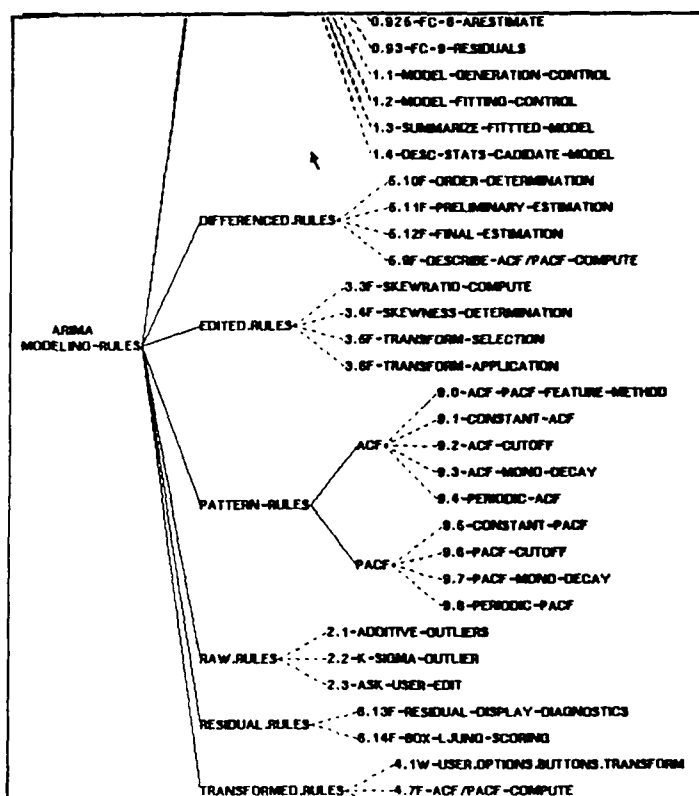 0.925-FC-8-ARESTIMATE
0.93-FC-9-RESIDUALS
1.1-MODEL-GENERATION-CONTROL
1.2-MODEL-FITTING-CONTROL
1.3-SUMMARIZE-FITTTED-MODEL
1.4-DESC-STATS-CADIDATE-MODEL
5.10F-ORDER-DETERMINATION
5.11F-PRELIMINARY-ESTIMATION
DIFFERENCED.RULES
5.12F-FINAL-ESTIMATION
5.9F-DESCRIBE-ACF/PACF-COMPUTE
3.3F-SKEWRATIO-COMPUTE
3.4F-SKEWNESS-DETERMINATION
EDITED.RULES
3.5F-TRANSFORM-SELECTION
3.6F-TRANSFORM-APPLICATION
ARIMA
MODELING-RULES
9.0-ACF-PACF-FEATURE-METHOD
9.1-CONSTANT-ACF
ACF
9.2-ACF-CUTOFF
9.3-ACF-MONO-DECAY
9.4-PERIODIC-ACF
PATTERN-RULES
9.5-CONSTANT-PACF
9.6-PACF-CUTOFF
PACF
9.7-PACF-MONO-DECAY
9.8-PERIODIC-PACF
2.1-ADDITIVE-OUTLIERS
RAW.RULES
2.2-K-SIGMA-OUTLIER
2.3-ASK-USER-EDIT
6.13F-RESIDUAL-DISPLAY-DIAGNOSTICS
RESIDUAL.RULES
6.14F-BOX-LJUNG-SCORING
4.1W-USER.OPTIONS.BUTTONS.TRANSFORM
TRANSFORMED.RULES
4.7F-ACF/PACF-COMPUTE